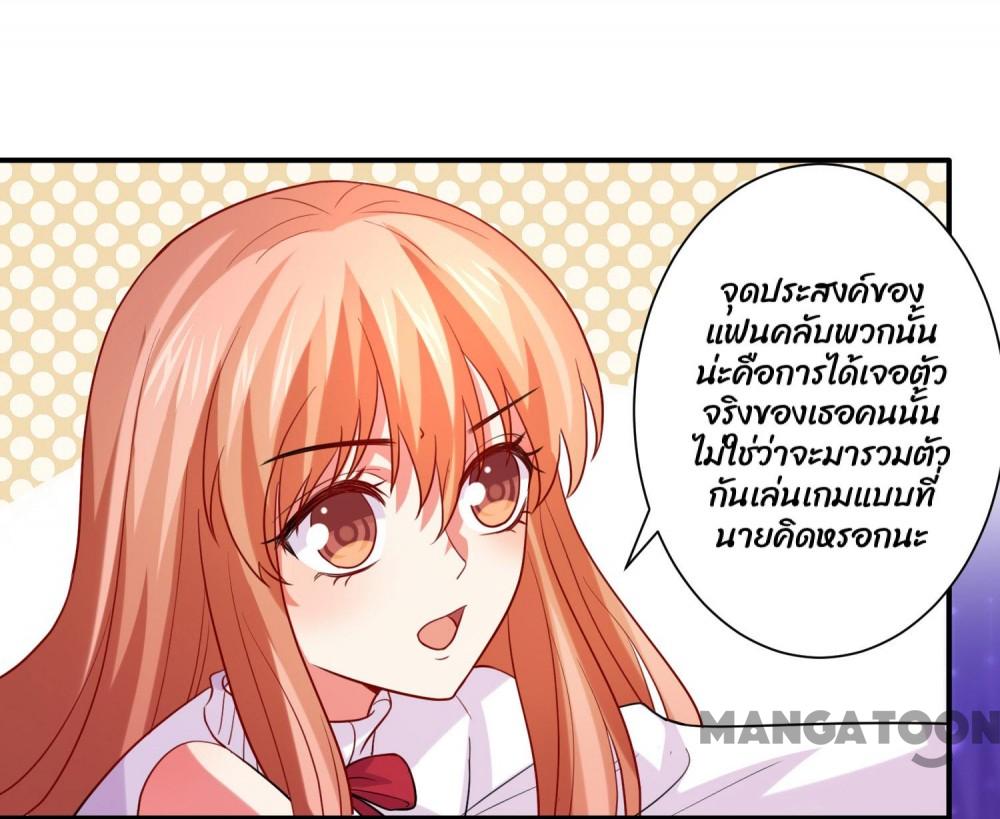 จุดประสงค์ของ
แฟนคลับพวกนั้น
น่ะคือการได้เจอตัว
จริงของเธอคนนั้น
ไม่ใช่ว่าจะมารวมตัว
กันเล่นเกมแบบที่
นายคิดหรอกนะ
MANGATOON